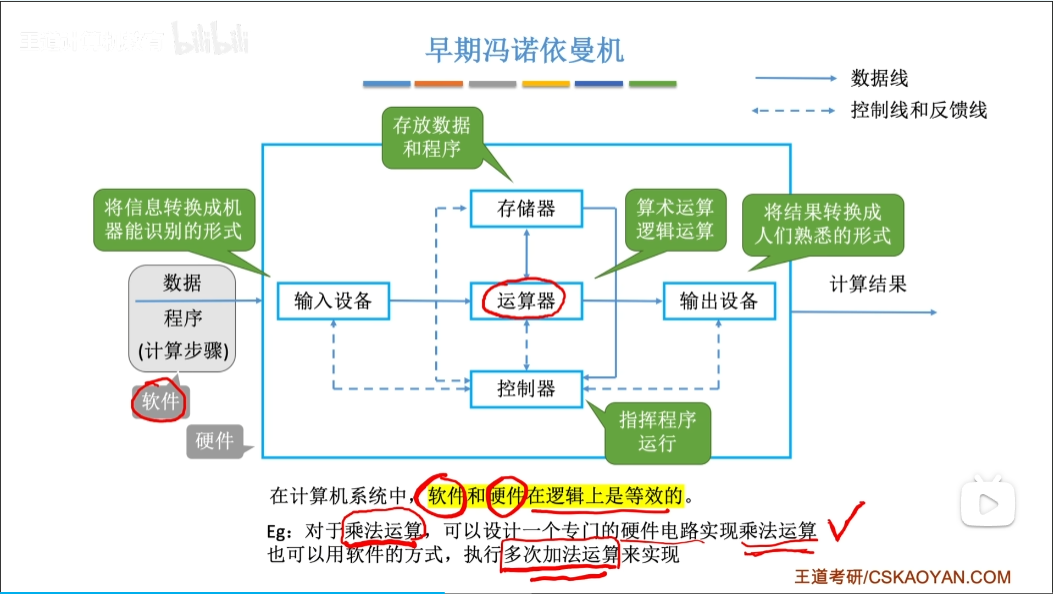 bilibili
早期冯诺依曼机
数据线
控制线和反馈线
存放数据
和程序
将信息转换成机
器能识别的形式
存储器
算术运算
逻辑运算
将结果转换成
人们熟悉的形式
数据
程序
(计算步骤)
输入设备
运算器
输出设备
计算结果
软件
硬件
控制器
指挥程序
运行
在计算机系统中，软件和硬件在逻辑上是等效的。
Eg：对于乘法运算，可以设计一个专门的硬件电路实现乘法运算
也可以用软件的方式，执行多次加法运算来实现
王道考研/CSKAOYAN.COM